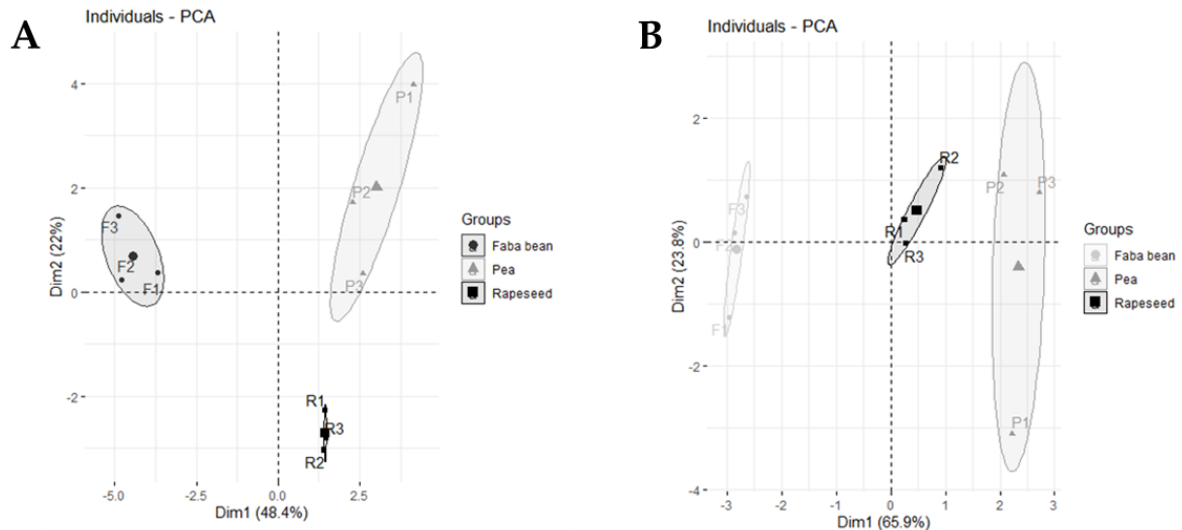 A
Individuals - PCA
Dim2 (22%)
4
2
0
-2
-5.0
-2.5
0.0
2.5
Dim1 (48.4%)
F3
F2
F1
P1
P2
P3
R1
R3
R2
Groups
Faba bean
Pea
Rapeseed
B
Individuals - PCA
Dim2 (23.8%)
2
0
-2
-4
-3
-2
-1
0
1
2
3
Dim1 (65.9%)
F3
F2
F1
R2
R1
R3
P2
P3
P1
Groups
Faba bean
Pea
Rapeseed